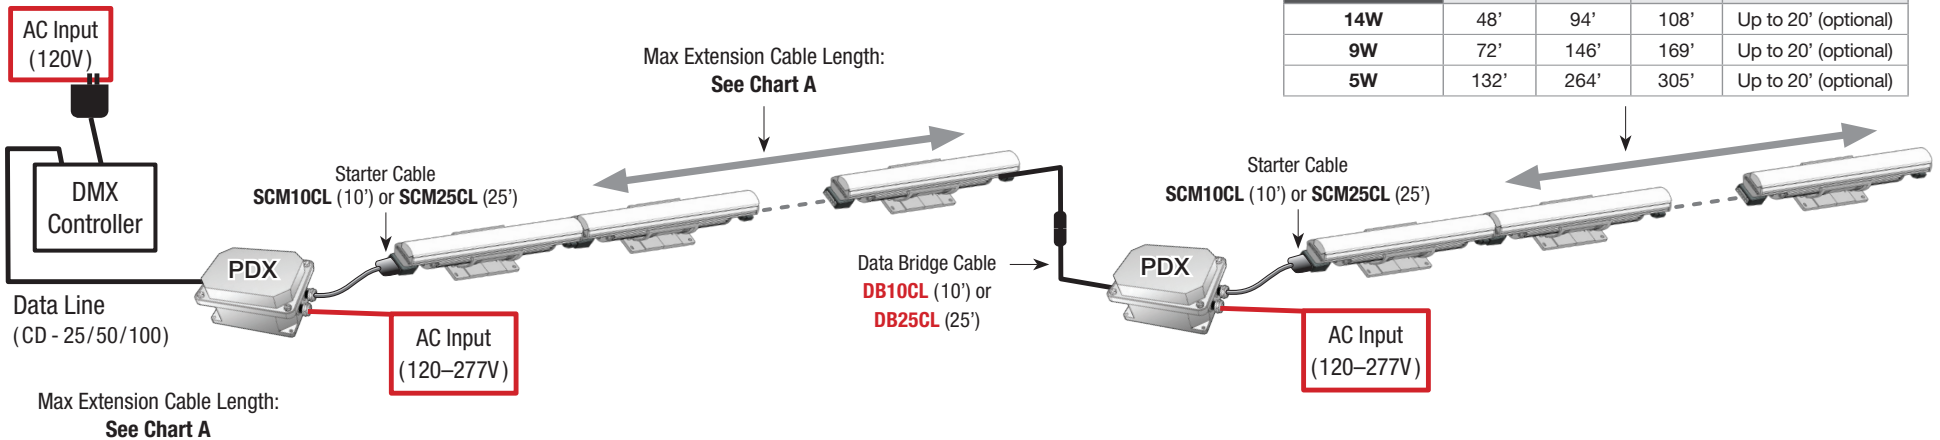 AC Input
(120V)
DMX
Controller
Data Line
(CD - 25/50/100)
PDX
Starter Cable
SCM10CL (10’) or SCM25CL (25’)
AC Input
(120–277V)
Max Extension Cable Length:
See Chart A
Max Extension Cable Length:
See Chart A
Data Bridge Cable
DB10CL (10’) or
DB25CL (25’)
PDX
Starter Cable
SCM10CL (10’) or SCM25CL (25’)
AC Input
(120–277V)
14W 48’ 94’ 108’ Up to 20’ (optional)
9W 72’ 146’ 169’ Up to 20’ (optional)
5W 132’ 264’ 305’ Up to 20’ (optional)